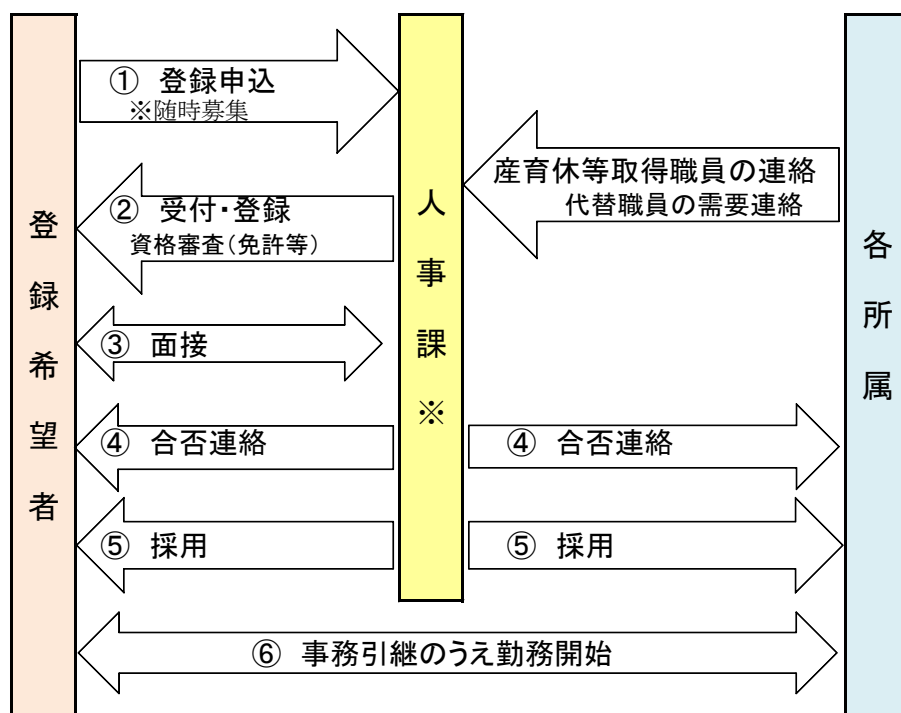 登録希望者
人事課※
各所属
① 登録申込
※随時募集
産育休等取得職員の連絡
代替職員の需要連絡
② 受付・登録
資格審査（免許等）
③ 面接
④ 合否連絡
④ 合否連絡
⑤ 採用
⑤ 採用
⑥ 事務引継のうえ勤務開始